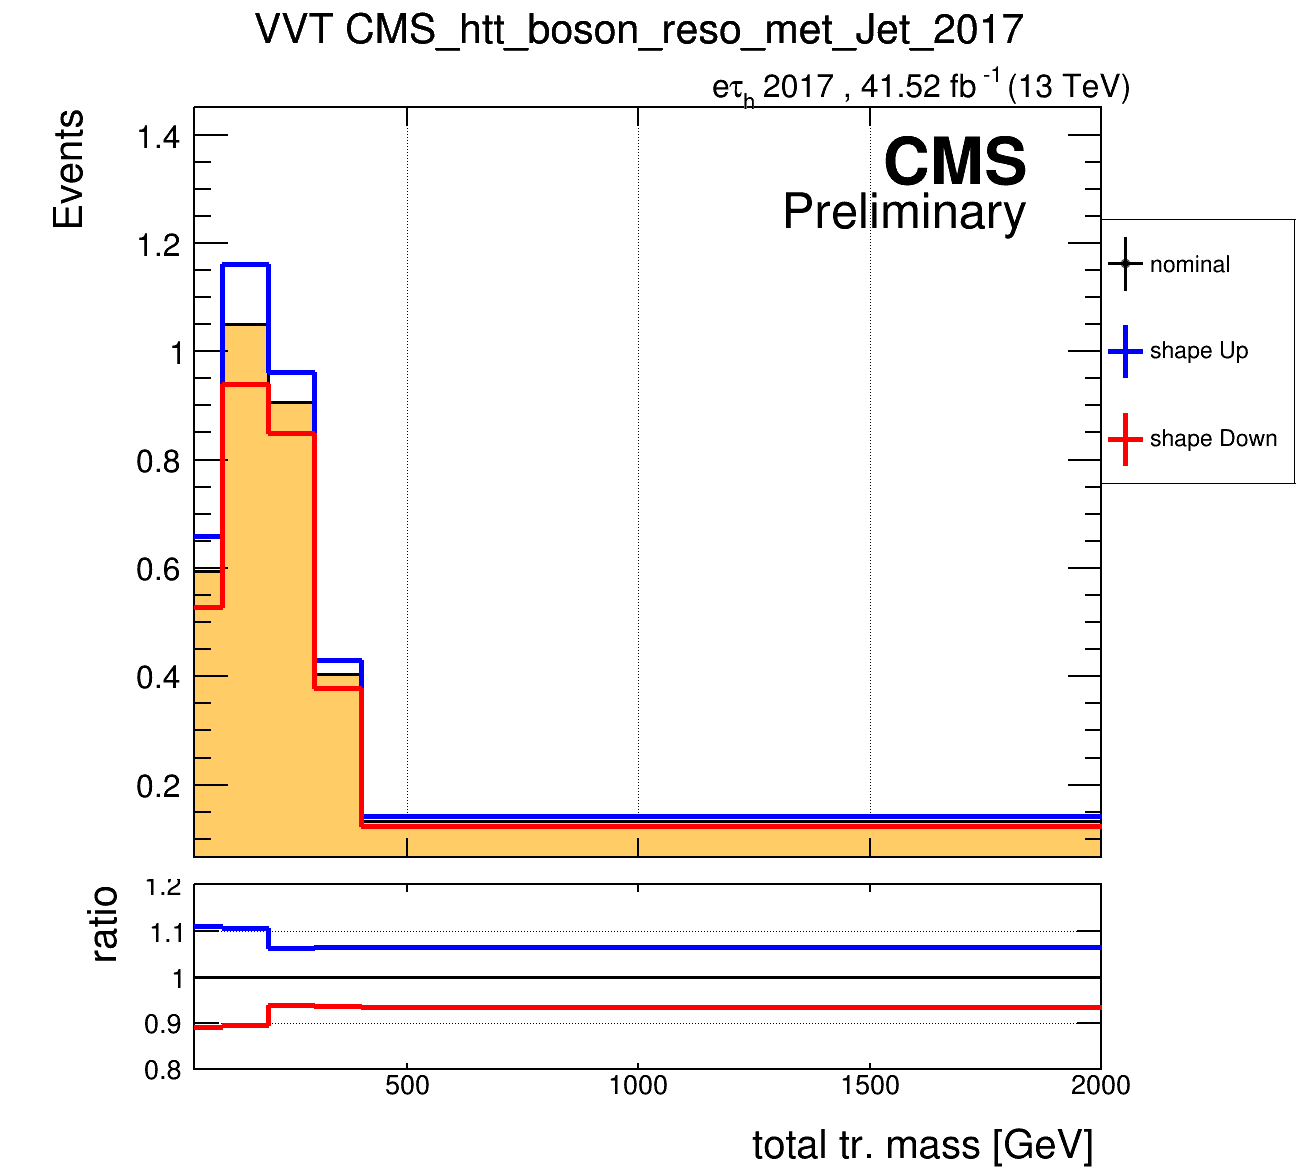 VVT CMS_htt_boson_reso_met_Jet_2017
eτh 2017 , 41.52 fb-1 (13 TeV)
Events
1.4
1.2
1
0.8
0.6
0.4
0.2
CMS
Preliminary
nominal
shape Up
shape Down
ratio
1.2
1.1
1
0.9
0.8
500 1000 1500 2000
total tr. mass [GeV]